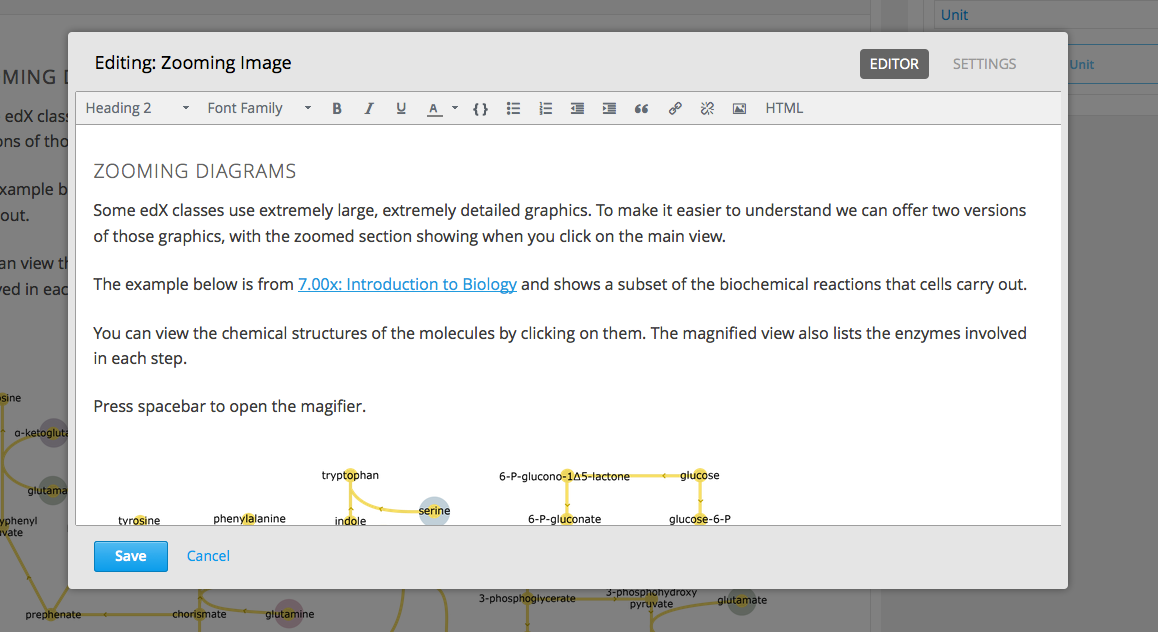 Unit
Editing: Zooming Image
EDITOR
SETTINGS
Unit
MING
Heading 2
Font Family
B
I
U
A
{}
HTML
edX class
ons of tho
xample b
out.
an view th
ved in eac
ZOOMING DIAGRAMS
Some edX classes use extremely large, extremely detailed graphics. To make it easier to understand we can offer two versions
of those graphics, with the zoomed section showing when you click on the main view.
The example below is from 7.00x: Introduction to Biology and shows a subset of the biochemical reactions that cells carry out.
You can view the chemical structures of the molecules by clicking on them. The magnified view also lists the enzymes involved
in each step.
Press spacebar to open the magifier.
osine
α-ketogluta
glutama
yphenyl
vate
tryptophan
6-P-glucono-1Δ5-lactone
glucose
serine
tyrosine
phenylalanine
indole
6-P-gluconate
glucose-6-P
Save
Cancel
3-phosphoglycerate
3-phosphohydroxy
pyruvate
glutamate
prephenate
chorismate
glutamine